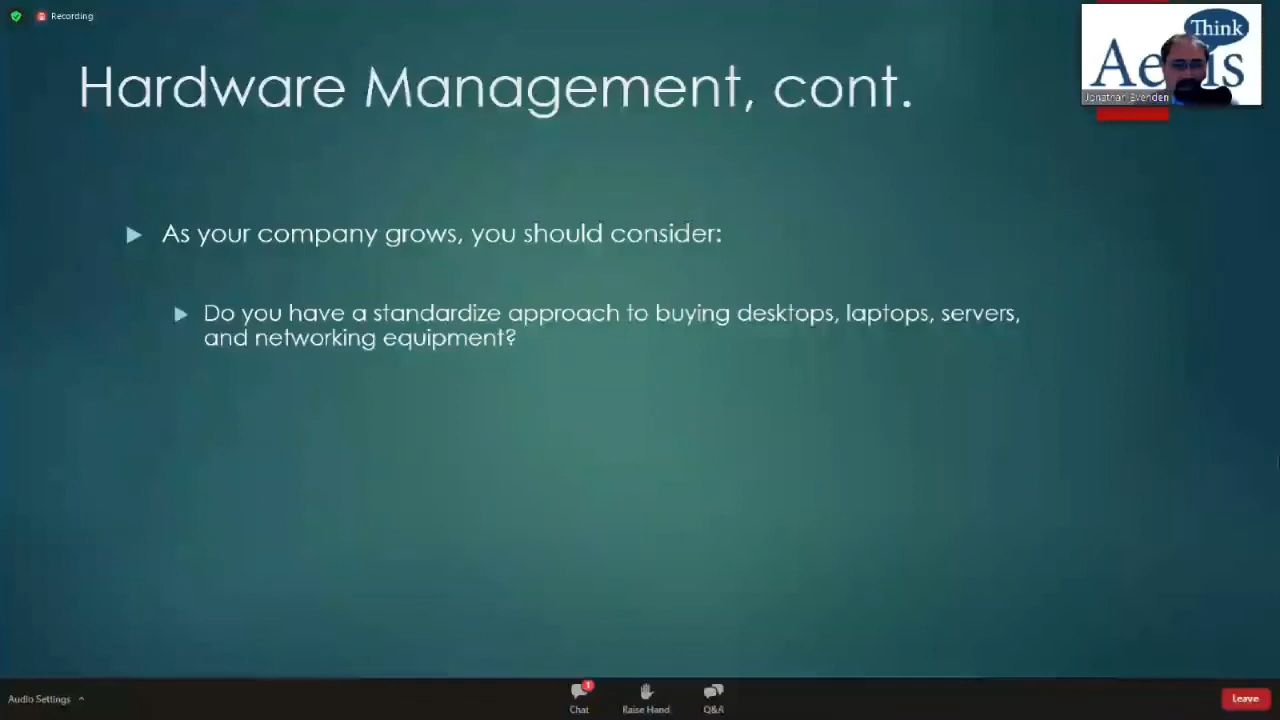 Recording
Think
Hardware Management, cont.
Jonathan Evenden
As your company grows, you should consider:
Do you have a standardize approach to buying desktops, laptops, servers,
and networking equipment?
Audio Settings
1
Chat
Raise Hand
Q&A
Leave